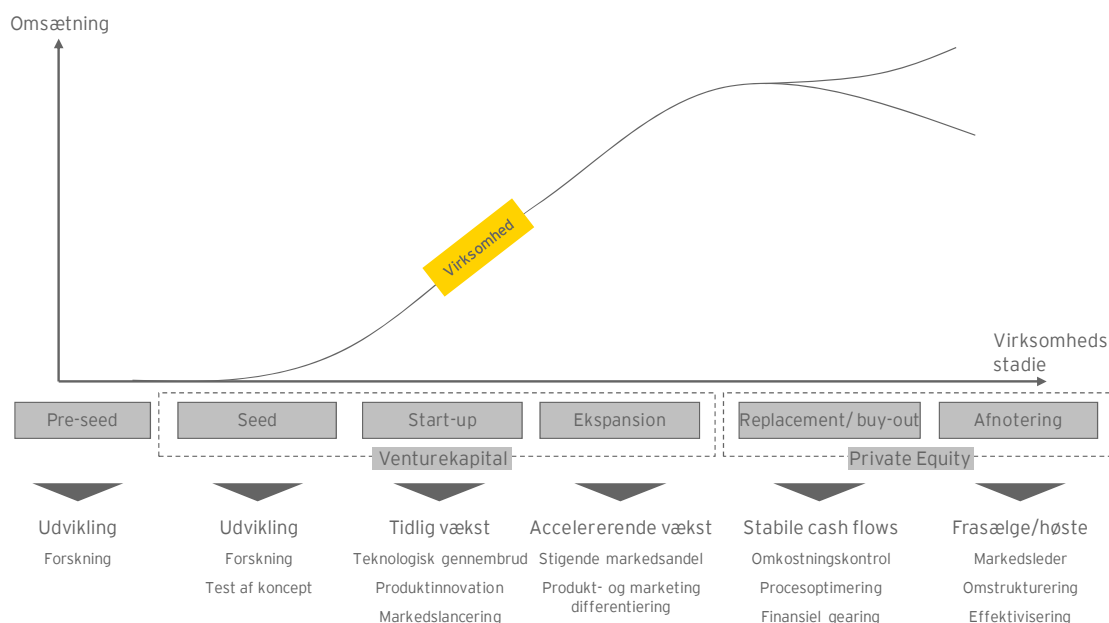 Omsætning
Virksomhed
Virksomheds
stadie
Pre-seed
Seed
Start-up
Ekspansion
Replacement/ buy-out
Afnotering
Venturekapital
Private Equity
Udvikling
Forskning
Udvikling
Forskning
Test af koncept
Tidlig vækst
Teknologisk gennembrud
Produktinnovation
Markedslancering
Accelererende vækst
Stigende markedsandel
Produkt- og marketing
differentiering
Stabile cash flows
Omkostningskontrol
Procesoptimering
Finansiel gearing
Frasælge/høste
Markedsleder
Omstrukturering
Effektivisering